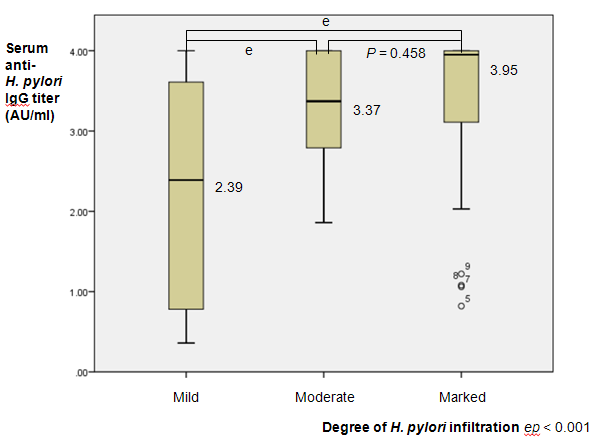 e
Serum
anti-
H. pylori
IgG titer
(AU/ml)
4.00
e
P = 0.458
3.95
3.37
3.00
2.39
2.00
9
8 7
1.00
5
.00
Mild Moderate Marked
Degree of H. pylori infiltration ep < 0.001